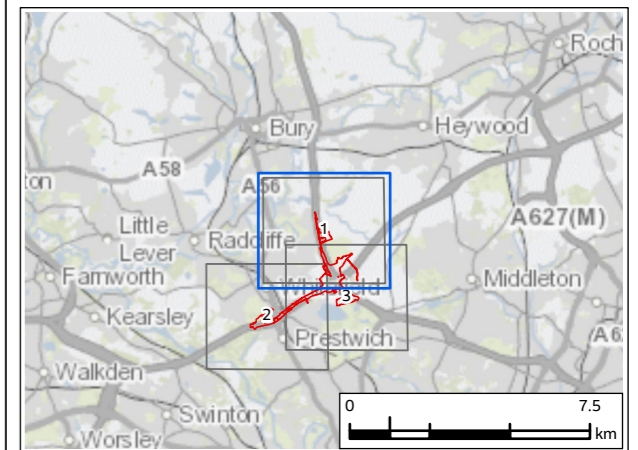 Roch
Bury
Heywood
A58
ton
A56
A627(M)
1
Little
Lever
Radcliffe
Farnworth
Whitefield
Middleton
3
Kearsley
2
Prestwich
A6
Walkden
Swinton
Worsley
0
7.5
km